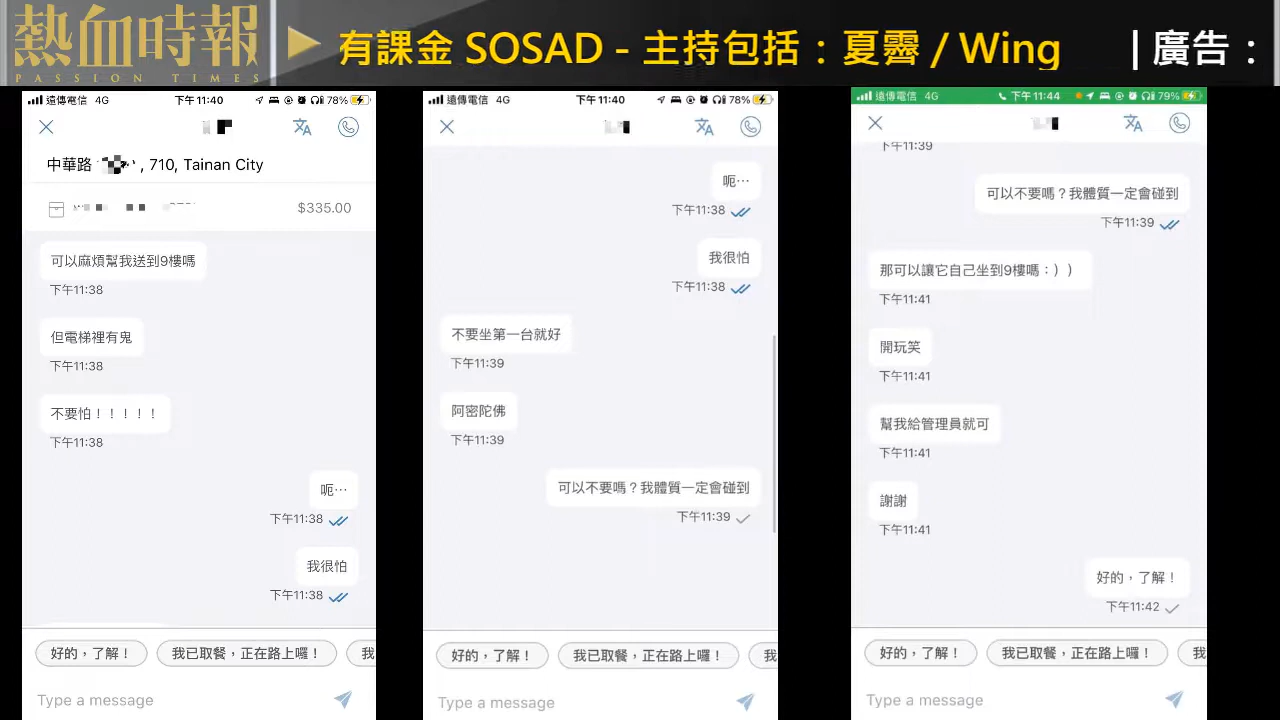 熱血時報
PASSION TIMES
有課金 SOSAD - 主持包括：夏霽 / Wing
| 廣告：
遠傳電信 4G
下午11:40
78%
中華路
, 710, Tainan City
$335.00
可以麻煩幫我送到9樓嗎
下午11:38
但電梯裡有鬼
下午11:38
不要怕！！！！！
下午11:38
呃…
下午11:38
我很怕
下午11:38
好的，了解！
我已取餐，正在路上囉！
我
Type a message
遠傳電信 4G
下午11:40
78%
呃…
下午11:38
我很怕
下午11:38
不要坐第一台就好
下午11:39
阿密陀佛
下午11:39
可以不要嗎？我體質一定會碰到
下午11:39
好的，了解！
我已取餐，正在路上囉！
我
Type a message
遠傳電信 4G
下午11:44
79%
下午11:39
可以不要嗎？我體質一定會碰到
下午11:39
那可以讓它自己坐到9樓嗎：））
下午11:41
開玩笑
下午11:41
幫我給管理員就可
下午11:41
謝謝
下午11:41
好的，了解！
下午11:42
好的，了解！
我已取餐，正在路上囉！
我
Type a message